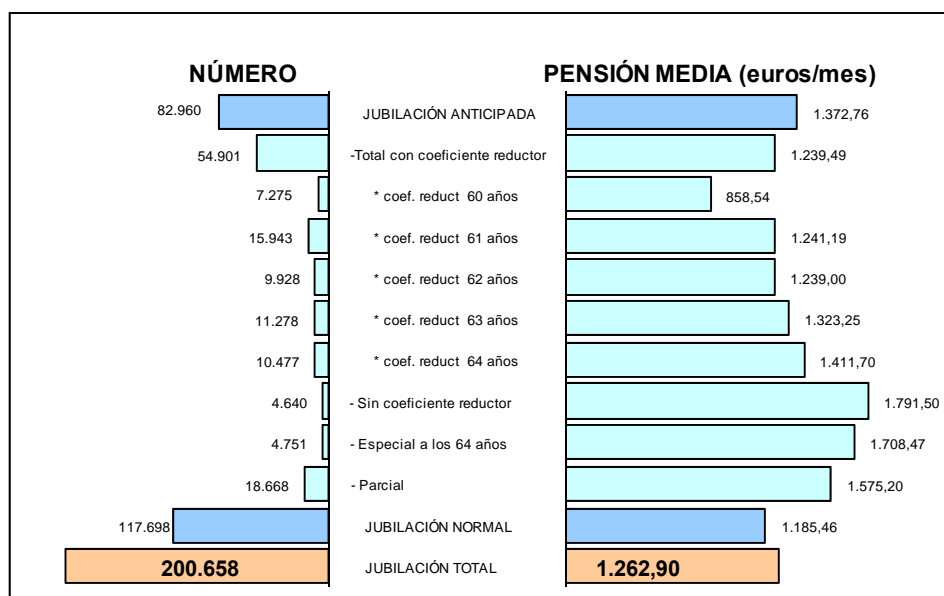 NÚMERO PENSIÓN MEDIA (euros/mes)
82.960 JUBILACIÓN ANTICIPADA 1.372,76
54.901 -Total con coeficiente reductor 1.239,49
7.275 * coef. reduct 60 años 858,54
15.943 * coef. reduct 61 años 1.241,19
9.928 * coef. reduct 62 años 1.239,00
11.278 * coef. reduct 63 años 1.323,25
10.477 * coef. reduct 64 años 1.411,70
4.640 - Sin coeficiente reductor 1.791,50
4.751 - Especial a los 64 años 1.708,47
18.668 - Parcial 1.575,20
117.698 JUBILACIÓN NORMAL 1.185,46
200.658 JUBILACIÓN TOTAL 1.262,90